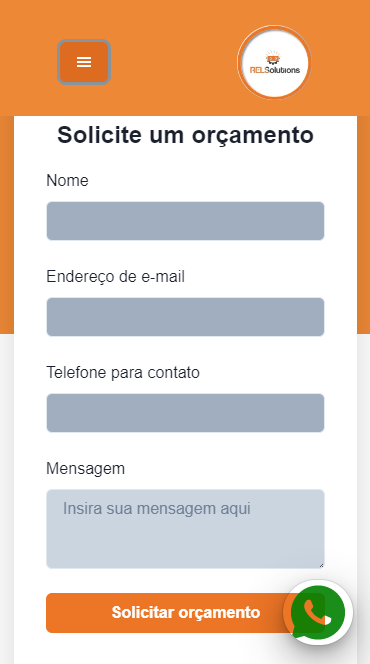 RELSolutions
Solicite um orçamento
Nome
Endereço de e-mail
Telefone para contato
Mensagem
Insira sua mensagem aqui
Solicitar orçamento